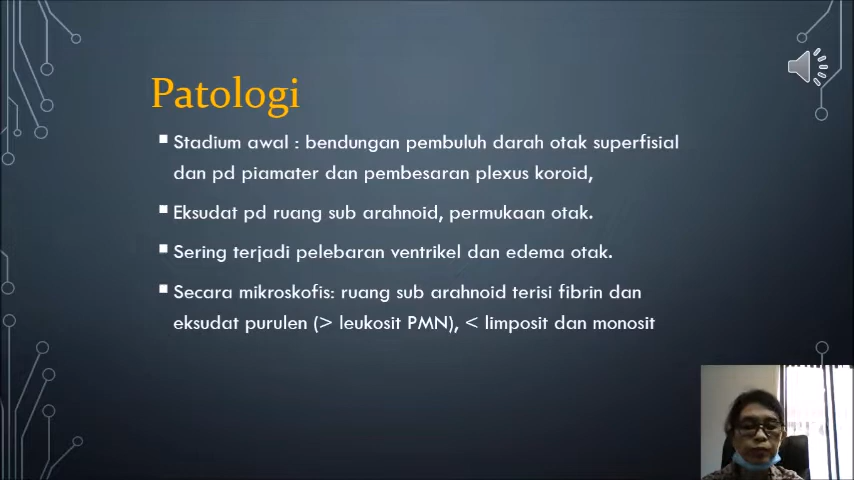 Patologi
Stadium awal : bendungan pembuluh darah otak superfisial
dan pd piamater dan pembesaran plexus koroid,
Eksudat pd ruang sub arahnoid, permukaan otak.
Sering terjadi pelebaran ventrikel dan edema otak.
Secara mikroskofis: ruang sub arahnoid terisi fibrin dan
eksudat purulen (> leukosit PMN), < limposit dan monosit